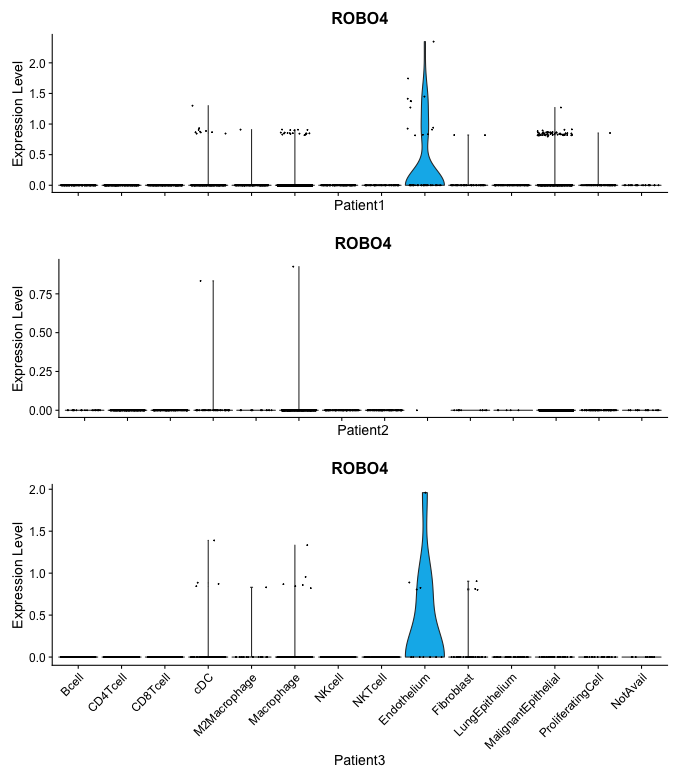 ROBO4
Expression Level
2.0
1.5
1.0
0.5
0.0
Patient1
ROBO4
Expression Level
0.75
0.50
0.25
0.00
Patient2
ROBO4
Expression Level
2.0
1.5
1.0
0.5
0.0
Bcell
CD4Tcell
CD8Tcell
cDC
M2Macrophage
Macrophage
NKcell
NKTcell
Endothelium
Fibroblast
LungEpithelium
MalignantEpithelial
ProliferatingCell
NotAvail
Patient3